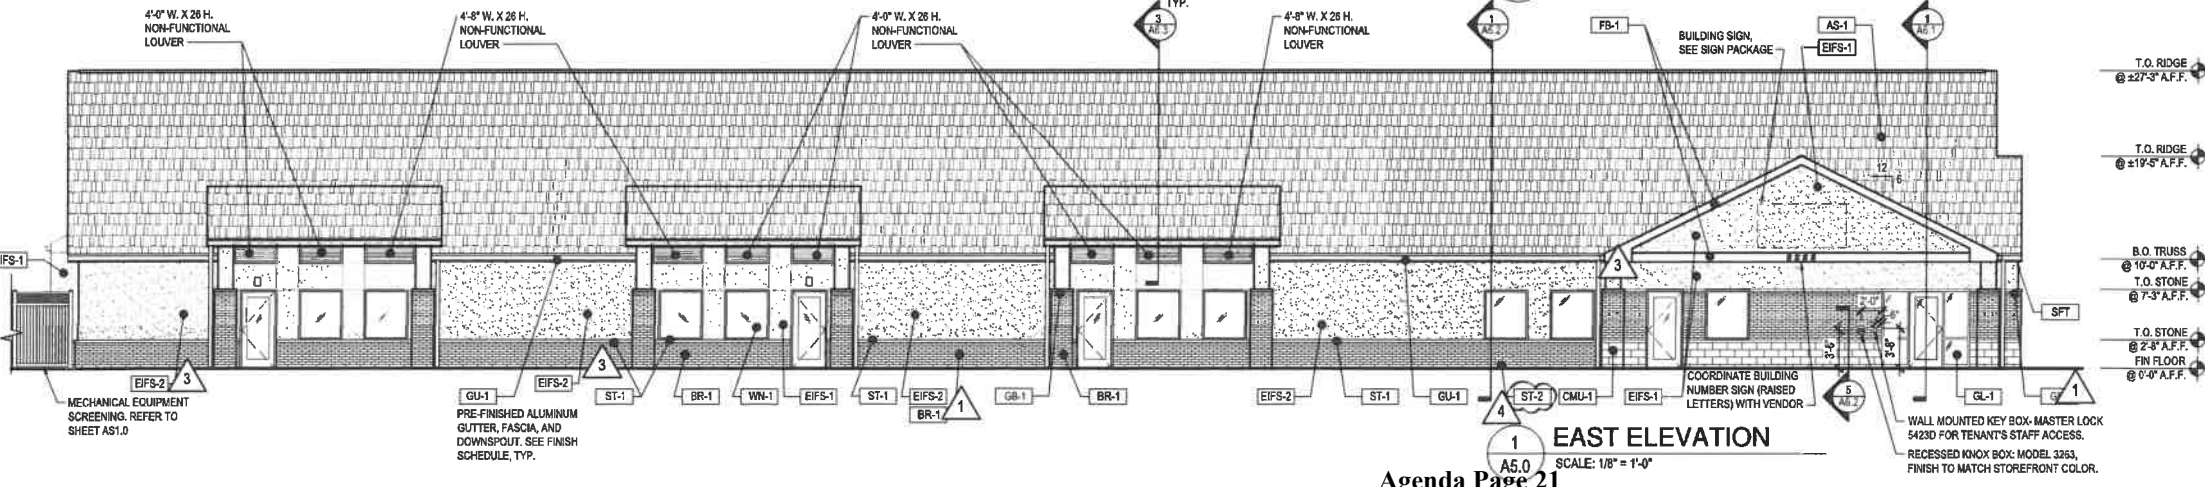 TYP.
4'-0" W. X 26 H.
NON-FUNCTIONAL
LOUVER
4'-8" W. X 26 H.
NON-FUNCTIONAL
LOUVER
4'-0" W. X 26 H.
NON-FUNCTIONAL
LOUVER
3
A6.3
4'-8" W. X 26 H.
NON-FUNCTIONAL
LOUVER
1
A6.2
FB-1
BUILDING SIGN,
SEE SIGN PACKAGE
AS-1
EIFS-1
1
A6.1
T.O. RIDGE
@ ±27'-3" A.F.F.
T.O. RIDGE
@ ±19'-5" A.F.F.
12
6
B.O. TRUSS
@ 10'-0" A.F.F.
T.O. STONE
@ 7'-3" A.F.F.
T.O. STONE
@ 2'-8" A.F.F.
FIN FLOOR
@ 0'-0" A.F.F.
IFS-1
3
2'-0"
3'-6"
3'-8"
SFT
EIFS-2
3
MECHANICAL EQUIPMENT
SCREENING. REFER TO
SHEET AS1.0
GU-1
PRE-FINISHED ALUMINUM
GUTTER, FASCIA, AND
DOWNSPOUT. SEE FINISH
SCHEDULE, TYP.
EIFS-2
3
ST-1
BR-1
WN-1
EIFS-1
ST-1
EIFS-2
BR-1
1
GB-1
BR-1
EIFS-2
ST-1
GU-1
4
ST-2
CMU-1
EIFS-1
COORDINATE BUILDING
NUMBER SIGN (RAISED
LETTERS) WITH VENDOR
5
A6.2
GL-1
1
WALL MOUNTED KEY BOX- MASTER LOCK
5423D FOR TENANT'S STAFF ACCESS.
RECESSED KNOX BOX: MODEL 3263,
FINISH TO MATCH STOREFRONT COLOR.
1
A5.0
EAST ELEVATION
SCALE: 1/8" = 1'-0"
Agenda Page 21